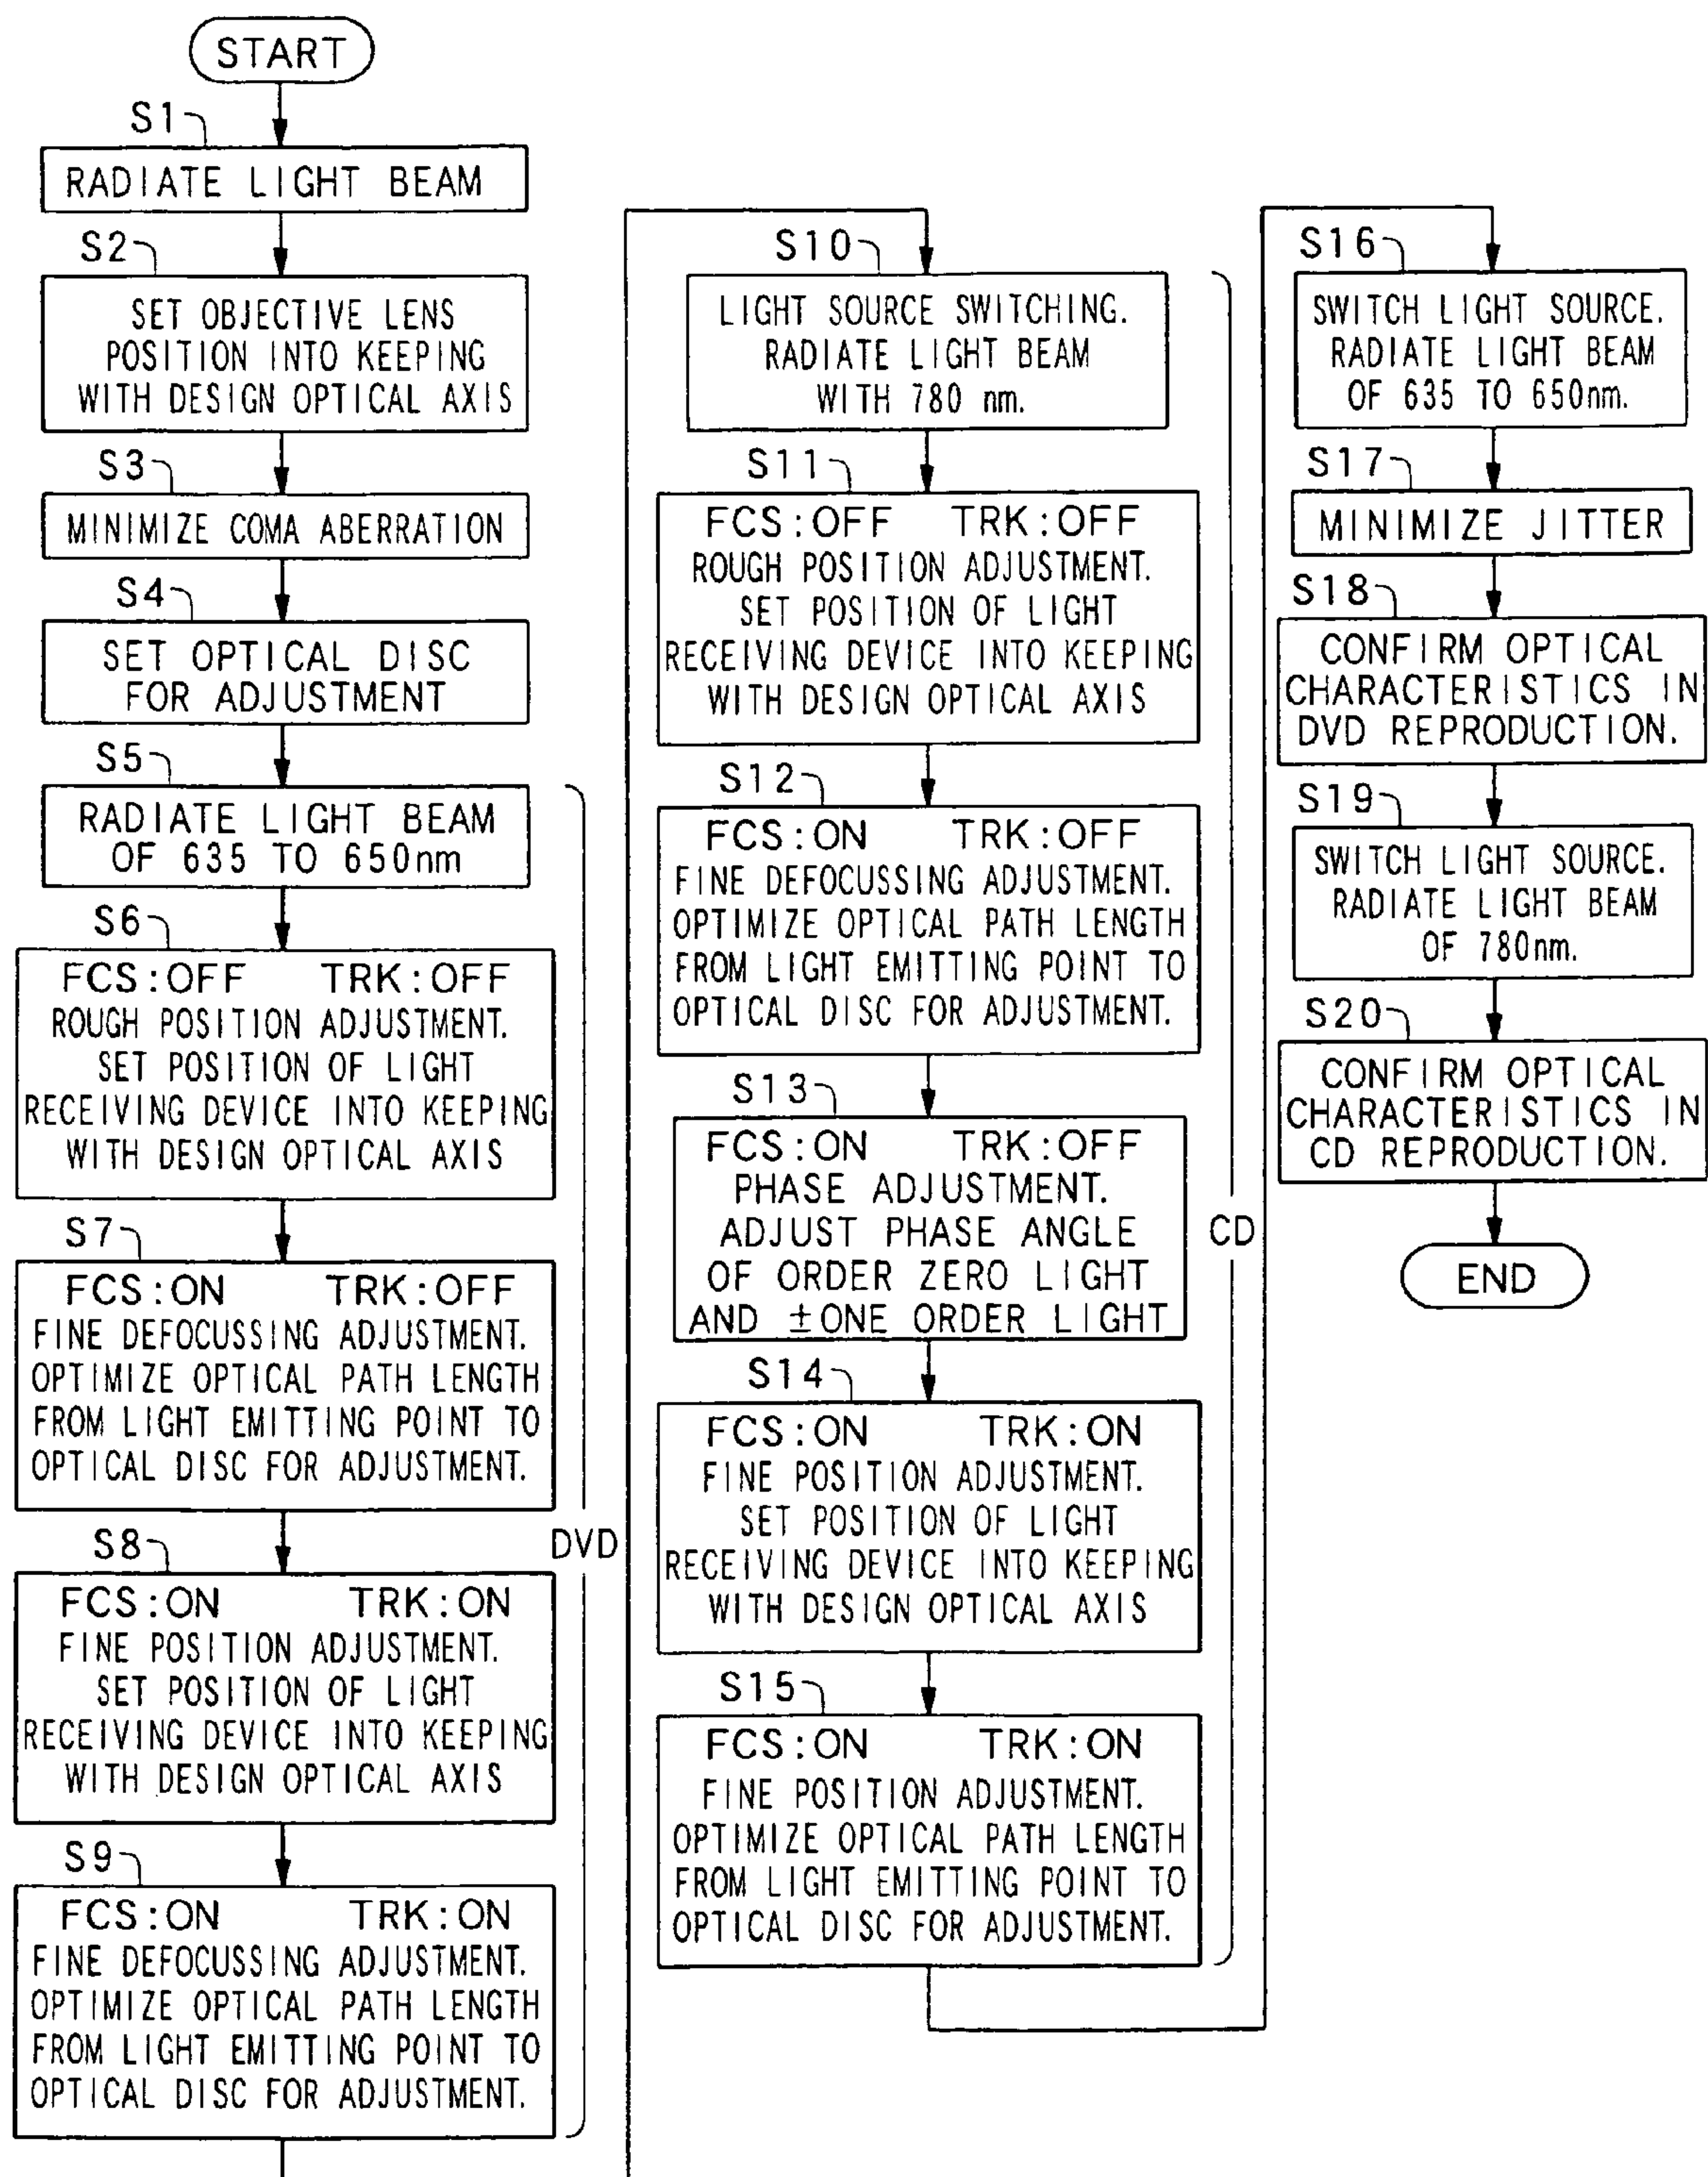 START
S1
RADIATE LIGHT BEAM
S2
SET OBJECTIVE LENS
POSITION INTO KEEPING
WITH DESIGN OPTICAL AXIS
S3
MINIMIZE COMA ABERRATION
S4
SET OPTICAL DISC
FOR ADJUSTMENT
S5
RADIATE LIGHT BEAM
OF 635 TO 650nm
S6
FCS:OFF TRK:OFF
ROUGH POSITION ADJUSTMENT.
SET POSITION OF LIGHT
RECEIVING DEVICE INTO KEEPING
WITH DESIGN OPTICAL AXIS
S7
FCS:ON TRK:OFF
FINE DEFOCUSSING ADJUSTMENT.
OPTIMIZE OPTICAL PATH LENGTH
FROM LIGHT EMITTING POINT TO
OPTICAL DISC FOR ADJUSTMENT.
S8
FCS:ON TRK:ON
FINE POSITION ADJUSTMENT.
SET POSITION OF LIGHT
RECEIVING DEVICE INTO KEEPING
WITH DESIGN OPTICAL AXIS
S9
FCS:ON TRK:ON
FINE DEFOCUSSING ADJUSTMENT.
OPTIMIZE OPTICAL PATH LENGTH
FROM LIGHT EMITTING POINT TO
OPTICAL DISC FOR ADJUSTMENT.
DVD
S10
LIGHT SOURCE SWITCHING.
RADIATE LIGHT BEAM
WITH 780 nm.
S11
FCS:OFF TRK:OFF
ROUGH POSITION ADJUSTMENT.
SET POSITION OF LIGHT
RECEIVING DEVICE INTO KEEPING
WITH DESIGN OPTICAL AXIS
S12
FCS:ON TRK:OFF
FINE DEFOCUSSING ADJUSTMENT.
OPTIMIZE OPTICAL PATH LENGTH
FROM LIGHT EMITTING POINT TO
OPTICAL DISC FOR ADJUSTMENT.
S13
FCS:ON TRK:OFF
PHASE ADJUSTMENT.
ADJUST PHASE ANGLE
OF ORDER ZERO LIGHT
AND ±ONE ORDER LIGHT
S14
FCS:ON TRK:ON
FINE POSITION ADJUSTMENT.
SET POSITION OF LIGHT
RECEIVING DEVICE INTO KEEPING
WITH DESIGN OPTICAL AXIS
S15
FCS:ON TRK:ON
FINE POSITION ADJUSTMENT.
OPTIMIZE OPTICAL PATH LENGTH
FROM LIGHT EMITTING POINT TO
OPTICAL DISC FOR ADJUSTMENT.
CD
S16
SWITCH LIGHT SOURCE.
RADIATE LIGHT BEAM
OF 635 TO 650nm.
S17
MINIMIZE JITTER
S18
CONFIRM OPTICAL
CHARACTERISTICS IN
DVD REPRODUCTION.
S19
SWITCH LIGHT SOURCE.
RADIATE LIGHT BEAM
OF 780nm.
S20
CONFIRM OPTICAL
CHARACTERISTICS IN
CD REPRODUCTION.
END